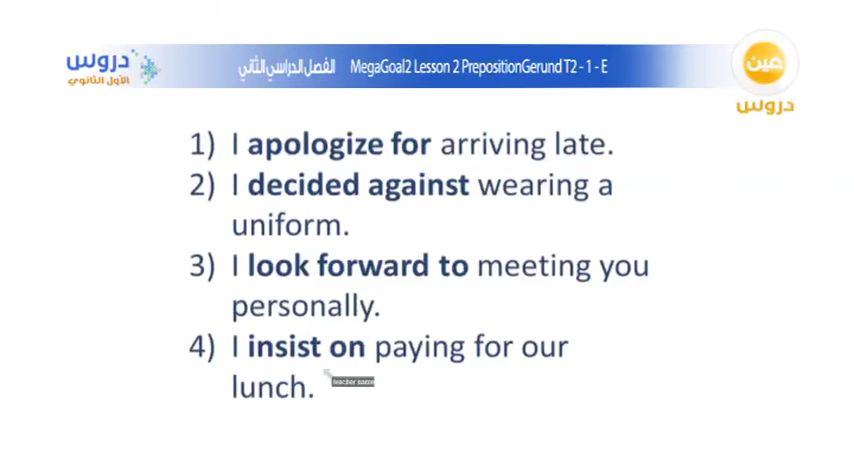 دروس
الأول الثانوي
الفصل الدراسي الثاني MegaGoal2 Lesson 2 PrepositionGerund T2 - 1 - E
عين
دروس
1) I apologize for arriving late.
2) I decided against wearing a
uniform.
3) I look forward to meeting you
personally.
4) I insist on paying for our
lunch.
teacher name